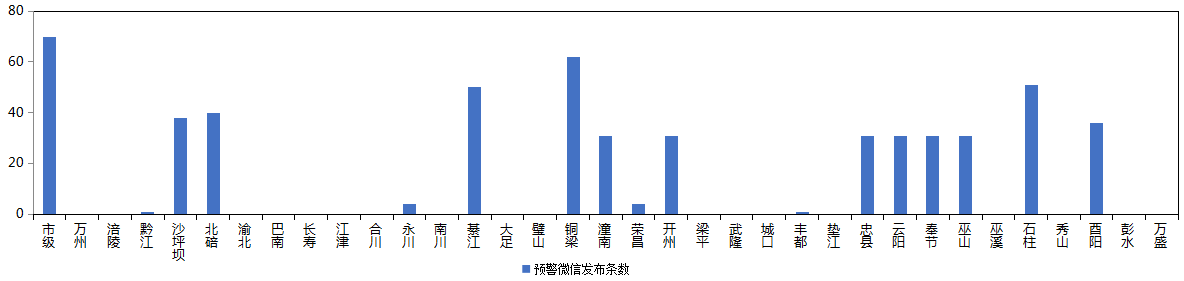 80
60
40
20
0
市级
万州
涪陵
黔江
沙坪坝
北碚
渝北
巴南
长寿
江津
合川
永川
南川
綦江
大足
璧山
铜梁
潼南
荣昌
开州
梁平
武隆
城口
丰都
垫江
忠县
云阳
奉节
巫山
巫溪
石柱
秀山
酉阳
彭水
万盛
预警微信发布条数